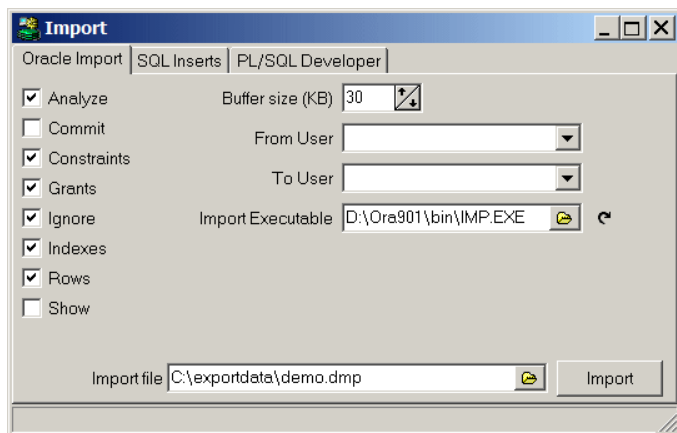 Import
Oracle Import SQL Inserts PL/SQL Developer
Analyze Buffer size (KB) 30
Commit
From User
Constraints
To User
Grants
Ignore Import Executable D:\Ora901\bin\IMP.EXE
Indexes
Rows
Show
Import file C:\exportdata\demo.dmp Import